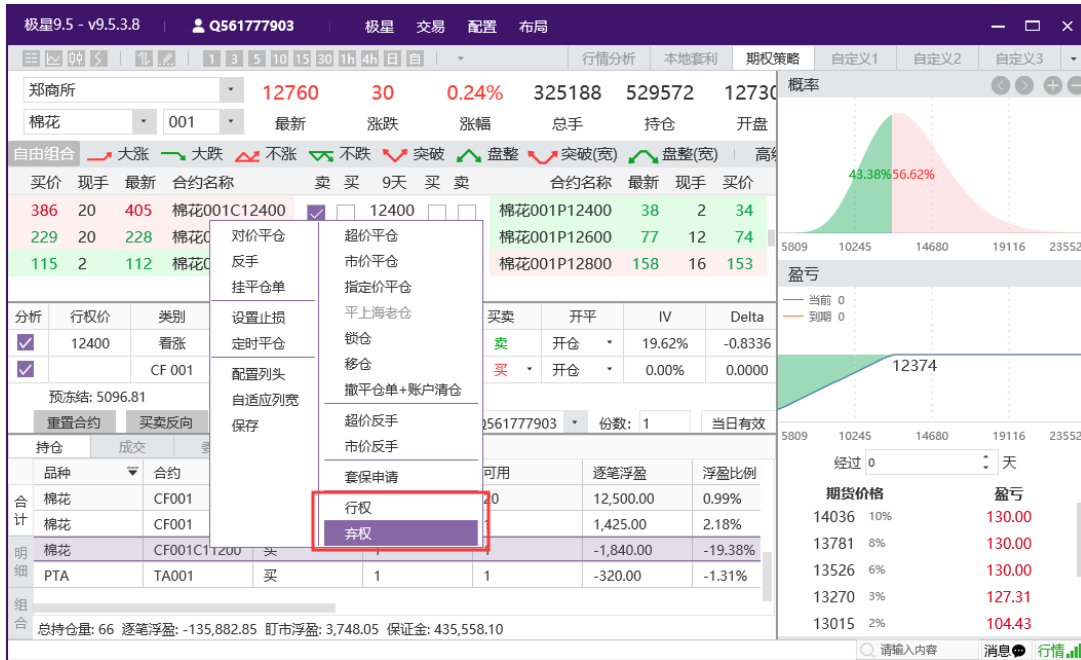 极星9.5 - v9.5.3.8 Q561777903 极星 交易 配置 布局
1 3 5 10 15 30 1h 4h 日 自 行情分析 本地套利 期权策略 自定义1 自定义2 自定义3
郑商所 12760 30 0.24% 325188 529572 12730
棉花 001 最新 涨跌 涨幅 总手 持仓 开盘
自由组合 大涨 大跌 不涨 不跌 突破 盘整 突破(宽) 盘整(宽) 高级
买价 现手 最新 合约名称 卖 买 9天 买 卖 合约名称 最新 现手 买价
386 20 405 棉花001C12400 12400 棉花001P12400 38 2 34
229 20 228 棉花0 棉花001P12600 77 12 74
115 2 112 棉花0 棉花001P12800 158 16 153
对价平仓
反手
挂平仓单
设置止损
定时平仓
配置列头
自适应列宽
保存
超价平仓
市价平仓
指定价平仓
平上海老仓
锁仓
移仓
撤平仓单+账户清仓
超价反手
市价反手
套保申请
行权
弃权
分析 行权价 类别 买卖 开平 IV Delta
12400 看涨 卖 开仓 19.62% -0.8336
CF 001 买 开仓 0.00% 0.0000
预冻结: 5096.81
重置合约 买卖反向 Q561777903 份数: 1 当日有效
持仓 成交
品种 合约 可用 逐笔浮盈 浮盈比例
棉花 CF001 20 12,500.00 0.99%
棉花 CF001 1 1,425.00 2.18%
棉花 CF001C11200 买 1 1 -1,840.00 -19.38%
PTA TA001 买 1 1 -320.00 -1.31%
合计
明细
组合
总持仓量: 66 逐笔浮盈: -135,882.85 盯市浮盈: 3,748.05 保证金: 435,558.10
概率
43.38% 56.62%
5809 10245 14680 19116 23552
盈亏
当前 0
到期 0
12374
5809 10245 14680 19116 23552
经过 0 天
期货价格 盈亏
14036 10% 130.00
13781 8% 130.00
13526 6% 130.00
13270 3% 127.31
13015 2% 104.43
请输入内容 消息 行情